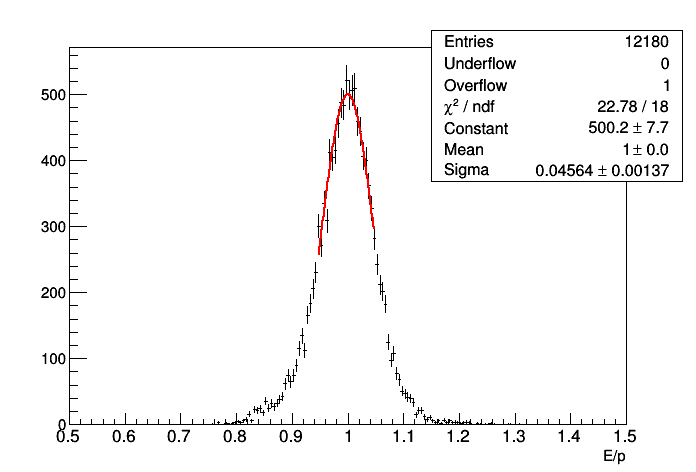 Entries 12180
Underflow 0
Overflow 1
χ² / ndf 22.78 / 18
Constant 500.2 ± 7.7
Mean 1 ± 0.0
Sigma 0.04564 ± 0.00137
500
400
300
200
100
0
0.5 0.6 0.7 0.8 0.9 1 1.1 1.2 1.3 1.4 1.5
E/p